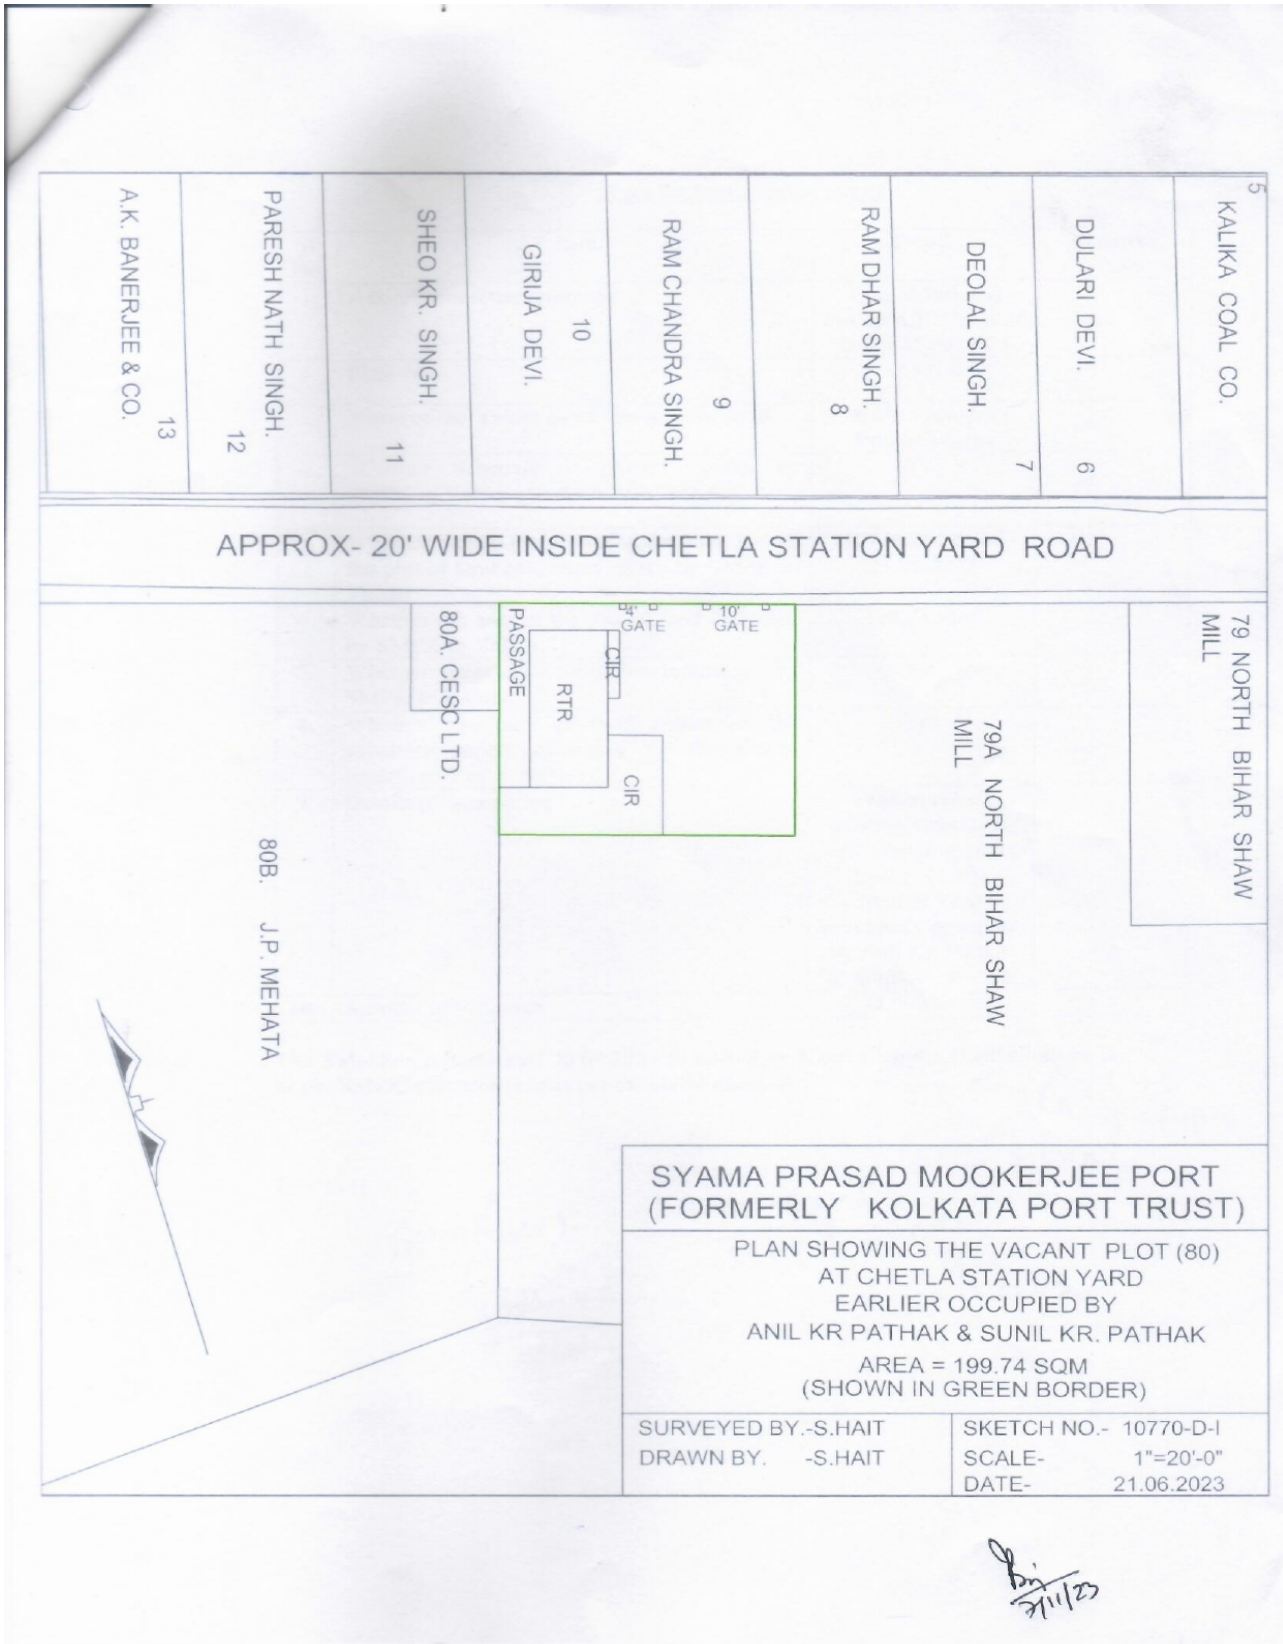 A.K. BANERJEE & CO.
13
PARESH NATH SINGH.
12
SHEO KR. SINGH.
11
GIRIJA DEVI.
10
RAM CHANDRA SINGH.
9
RAM DHAR SINGH.
8
DEOLAL SINGH.
7
DULARI DEVI.
6
KALIKA COAL CO.
5
APPROX- 20' WIDE INSIDE CHETLA STATION YARD ROAD
80A. CESC LTD.
PASSAGE
RTR
CIR
CIR
4'
GATE
10'
GATE
79A NORTH BIHAR SHAW
MILL
79 NORTH BIHAR SHAW
MILL
80B. J.P. MEHATA
SYAMA PRASAD MOOKERJEE PORT
(FORMERLY KOLKATA PORT TRUST)
PLAN SHOWING THE VACANT PLOT (80)
AT CHETLA STATION YARD
EARLIER OCCUPIED BY
ANIL KR PATHAK & SUNIL KR. PATHAK
AREA = 199.74 SQM
(SHOWN IN GREEN BORDER)
SURVEYED BY.-S.HAIT
DRAWN BY. -S.HAIT
SKETCH NO.- 10770-D-I
SCALE- 1"=20'-0"
DATE- 21.06.2023